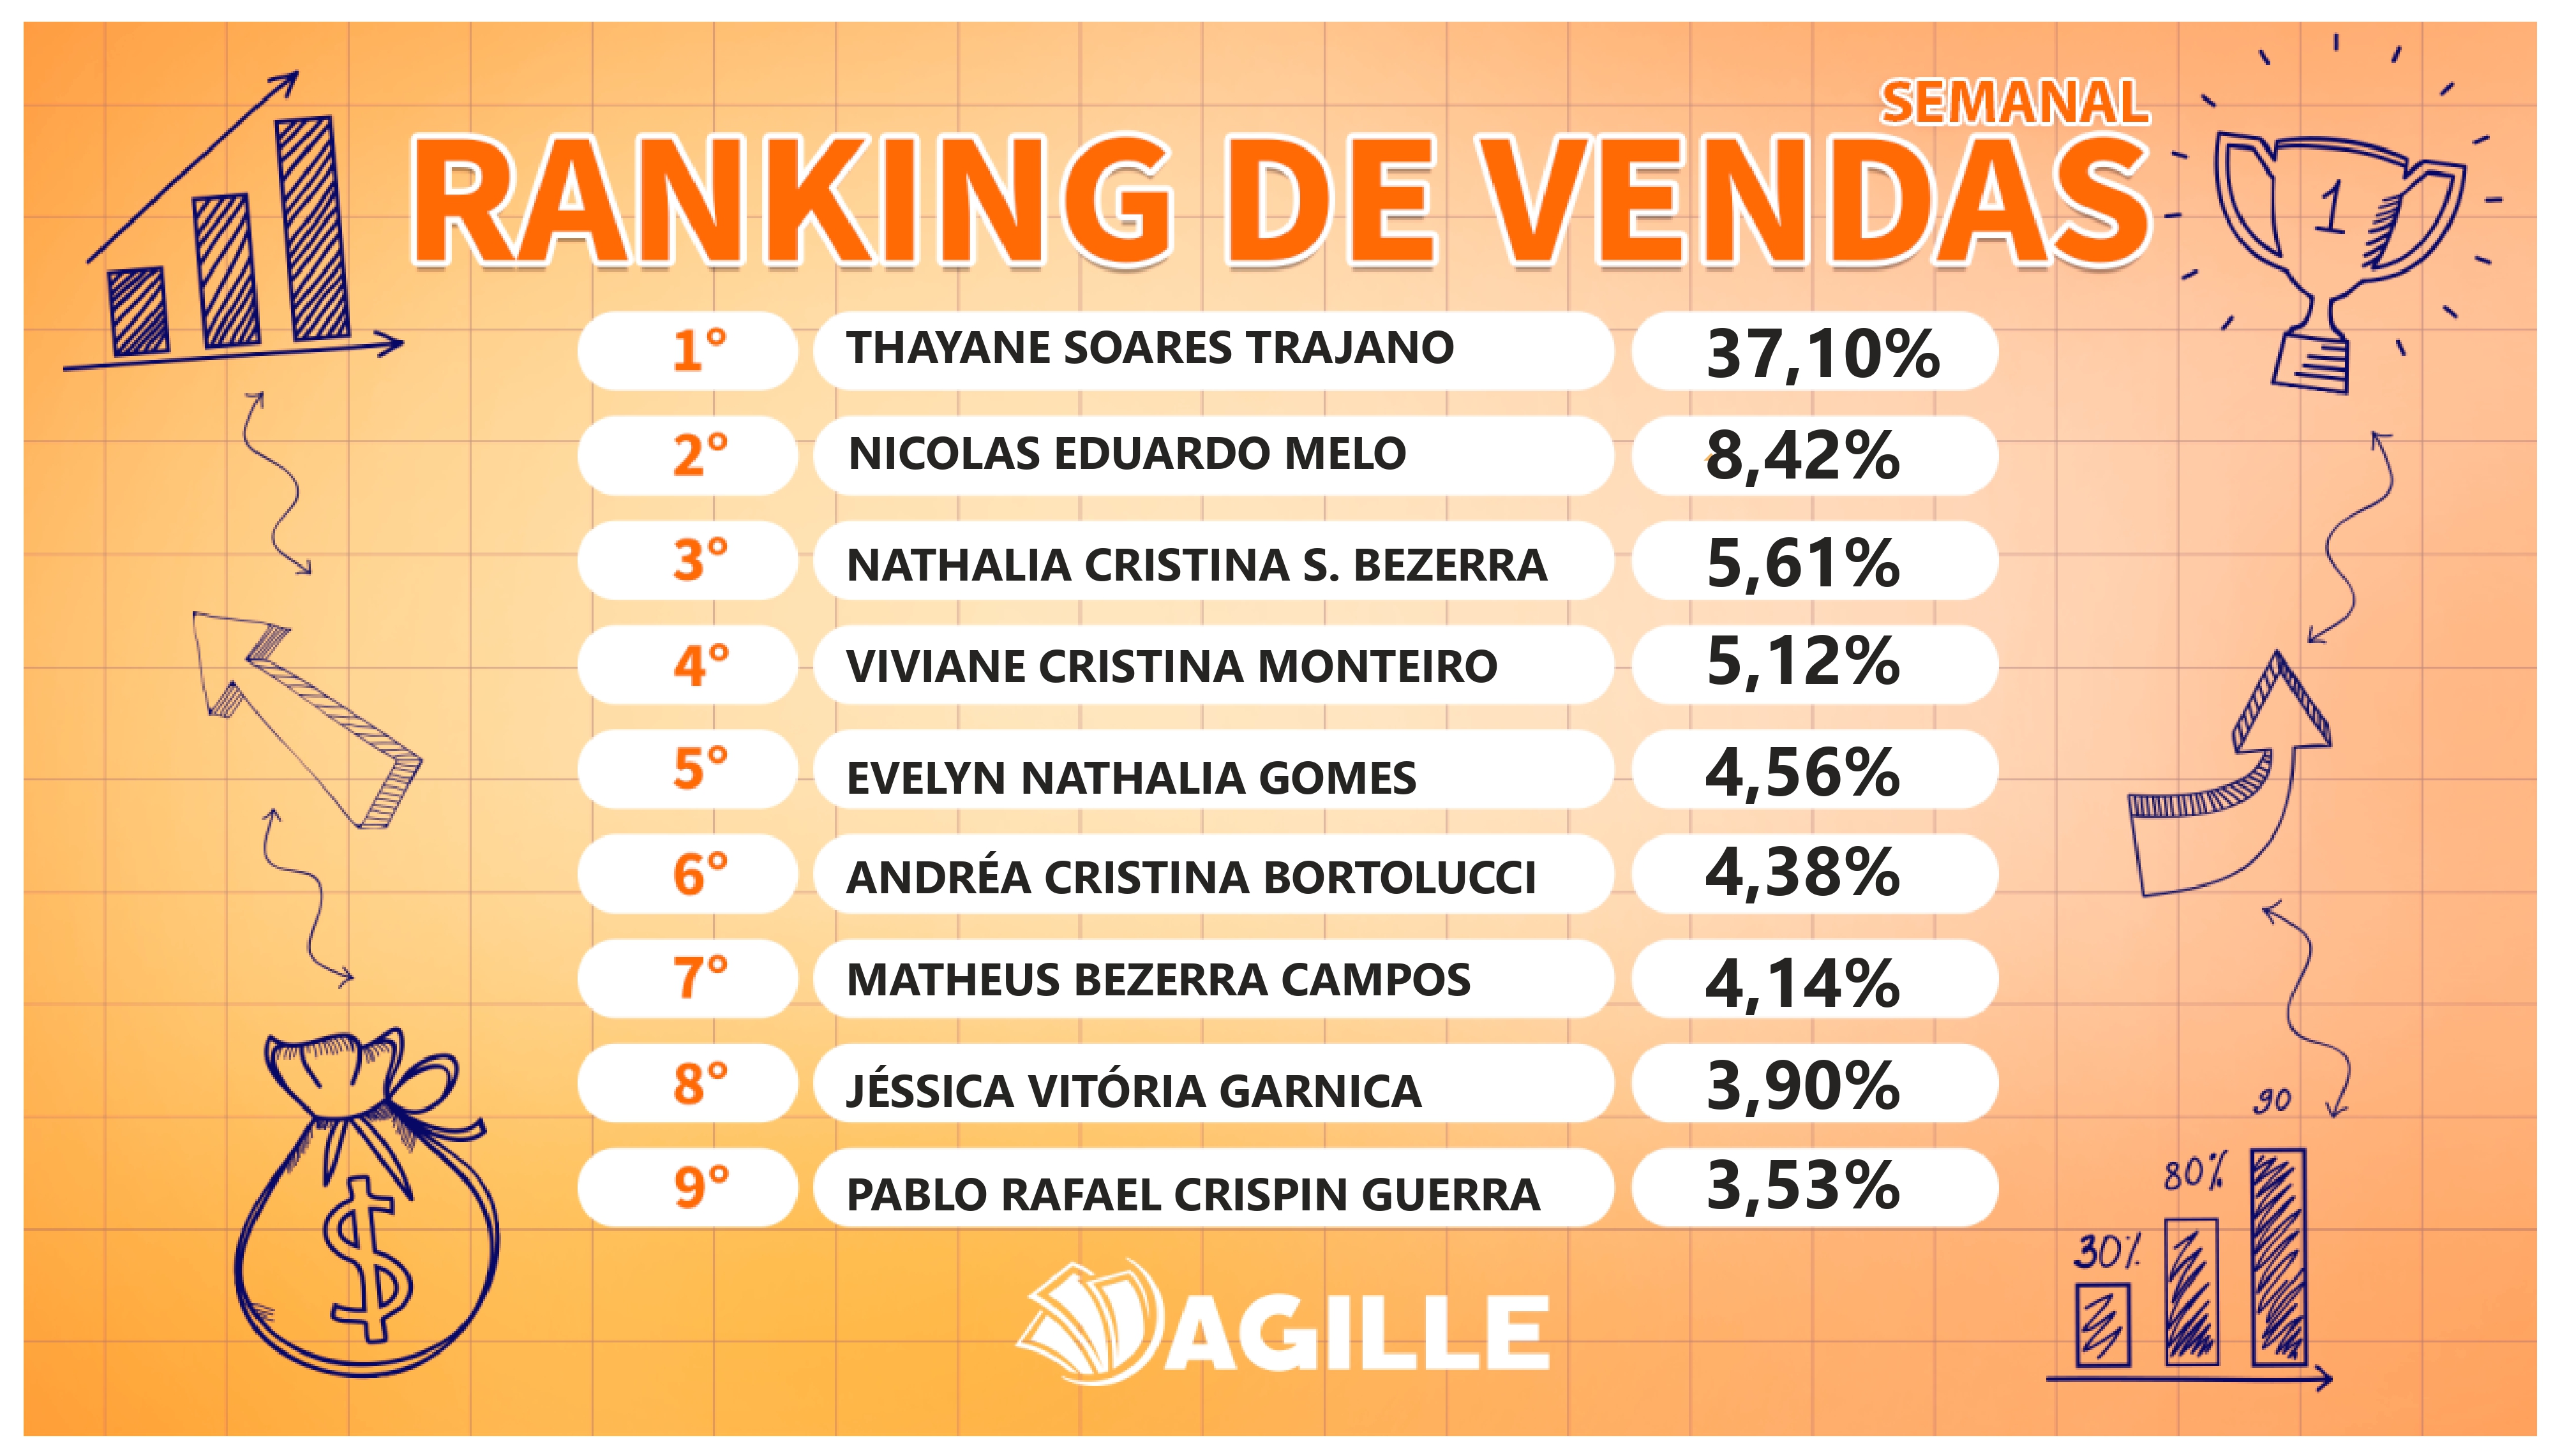 SEMANAL
RANKING DE VENDAS
1
1° THAYANE SOARES TRAJANO 37,10%
2° NICOLAS EDUARDO MELO 8,42%
3° NATHALIA CRISTINA S. BEZERRA 5,61%
4° VIVIANE CRISTINA MONTEIRO 5,12%
5° EVELYN NATHALIA GOMES 4,56%
6° ANDRÉA CRISTINA BORTOLUCCI 4,38%
7° MATHEUS BEZERRA CAMPOS 4,14%
8° JÉSSICA VITÓRIA GARNICA 3,90%
9° PABLO RAFAEL CRISPIN GUERRA 3,53%
90
80%
30%
$
AGILLE